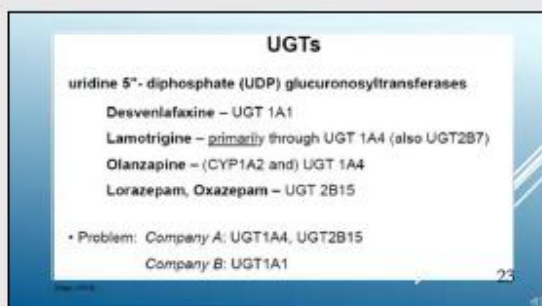 UGTs
uridine 5"- diphosphate (UDP) glucuronosyltransferases
Desvenlafaxine – UGT 1A1
Lamotrigine – primarily through UGT 1A4 (also UGT2B7)
Olanzapine – (CYP1A2 and) UGT 1A4
Lorazepam, Oxazepam – UGT 2B15
• Problem: Company A: UGT1A4, UGT2B15
Company B: UGT1A1
23